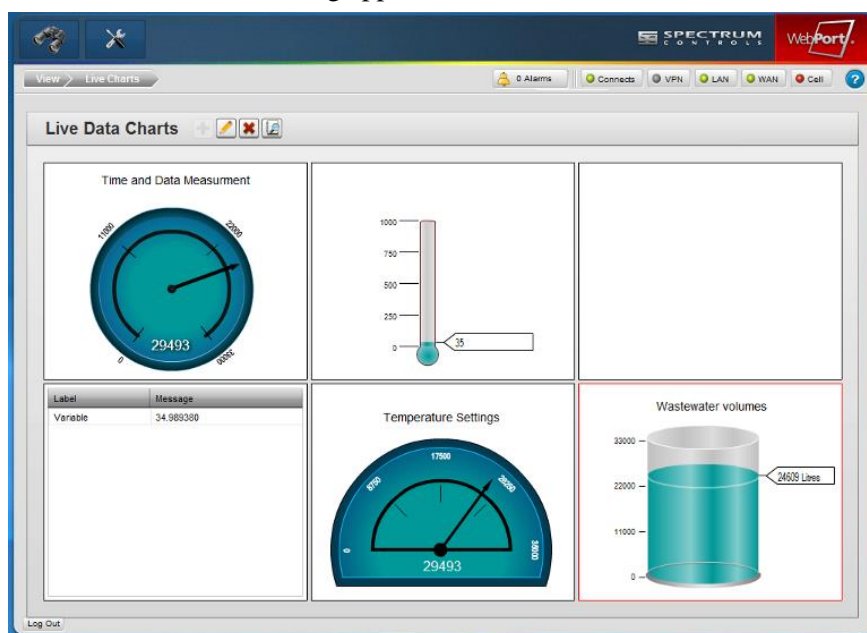 SPECTRUM
CONTROLS
WebPort
View
Live Charts
0 Alarms
Connects
VPN
LAN
WAN
Cell
?
Live Data Charts
Time and Data Measurment
11000
22000
0
33000
29493
1000
750
500
250
0
35
Label Message
Variable 34.989380
Temperature Settings
17500
8750
26250
0
35000
29493
Wastewater volumes
33000
22000
11000
0
24609 Litres
Log Out